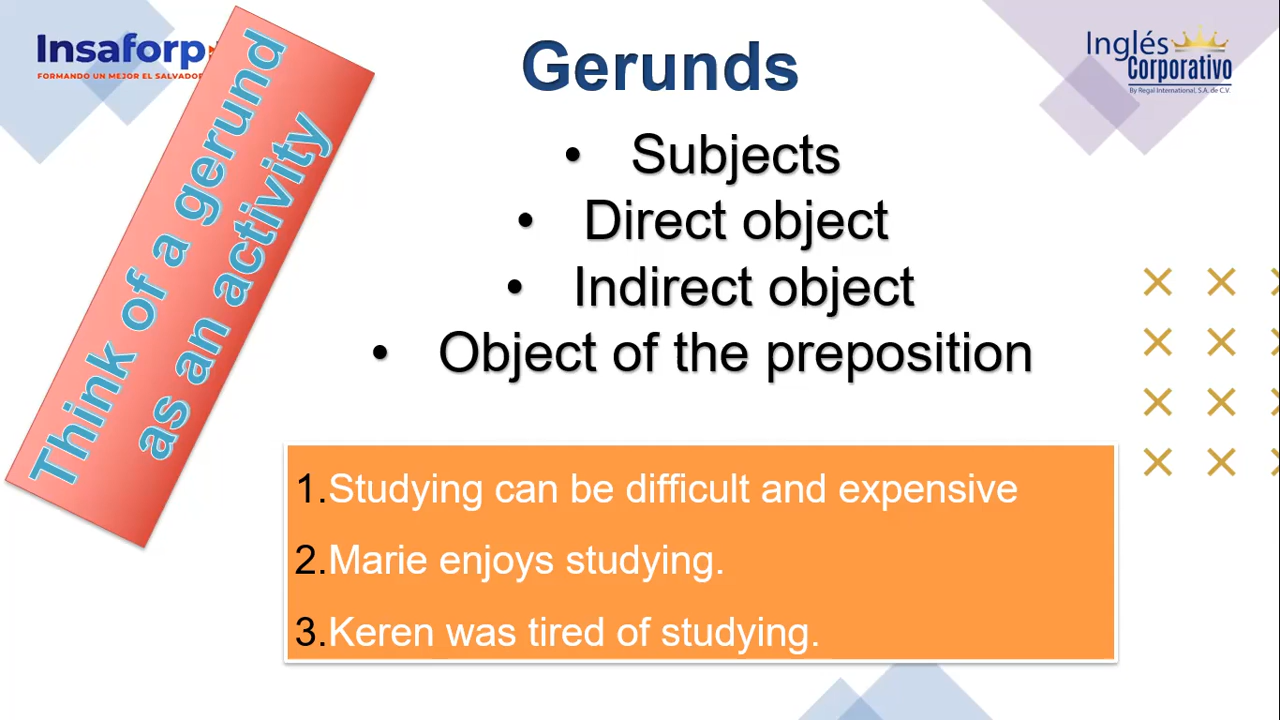 Insaforp
FORMANDO UN MEJOR EL SALVADOR
Think of a gerund
as an activity
Gerunds
Inglés
Corporativo
By Regal International, S.A. de C.V.
• Subjects
• Direct object
• Indirect object
• Object of the preposition
1.Studying can be difficult and expensive
2.Marie enjoys studying.
3.Keren was tired of studying.